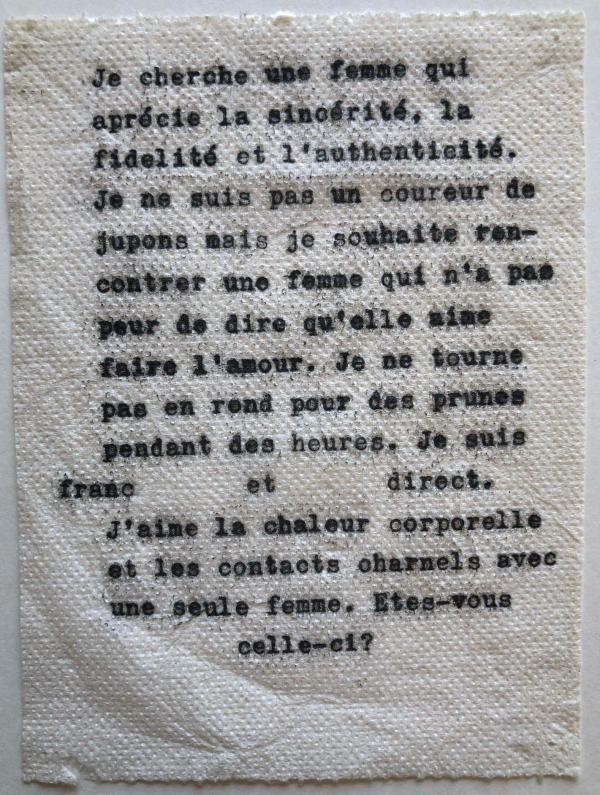 Je cherche une femme qui
aprécie la sincérité, la
fidelité et l'authenticité.
Je ne suis pas un coureur de
jupons mais je souhaite ren-
contrer une femme qui n'a pas
peur de dire qu'elle aime
faire l'amour. Je ne tourne
pas en rond pour des prunes
pendant des heures. Je suis
franc et direct.
J'aime la chaleur corporelle
et les contacts charnels avec
une seule femme. Etes-vous
celle-ci?